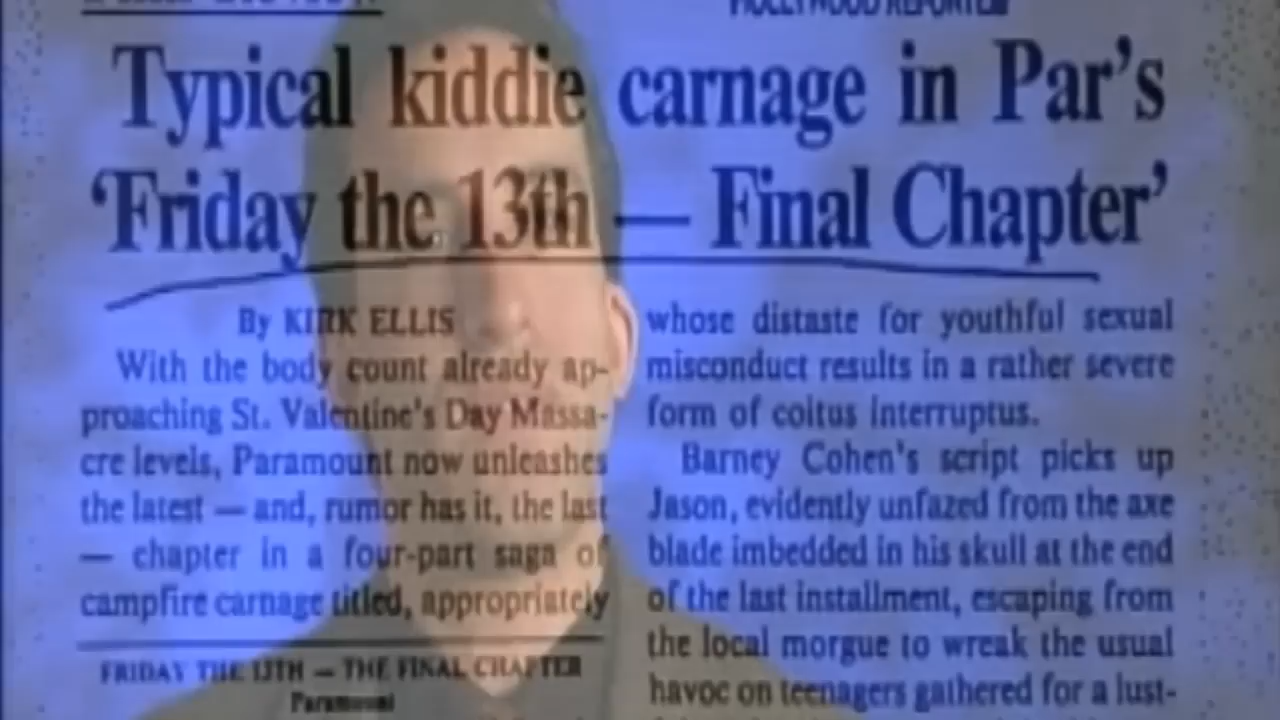 HOLLYWOOD REPORTER
Typical kiddie carnage in Par's
'Friday the 13th — Final Chapter'
By KIRK ELLIS
With the body count already ap-
proaching St. Valentine's Day Massa-
cre levels, Paramount now unleashes
the latest — and, rumor has it, the last
— chapter in a four-part saga of
campfire carnage titled, appropriately
FRIDAY THE 13TH — THE FINAL CHAPTER
Paramount
whose distaste for youthful sexual
misconduct results in a rather severe
form of coitus interruptus.
Barney Cohen's script picks up
Jason, evidently unfazed from the axe
blade imbedded in his skull at the end
of the last installment, escaping from
the local morgue to wreak the usual
havoc on teenagers gathered for a lust-